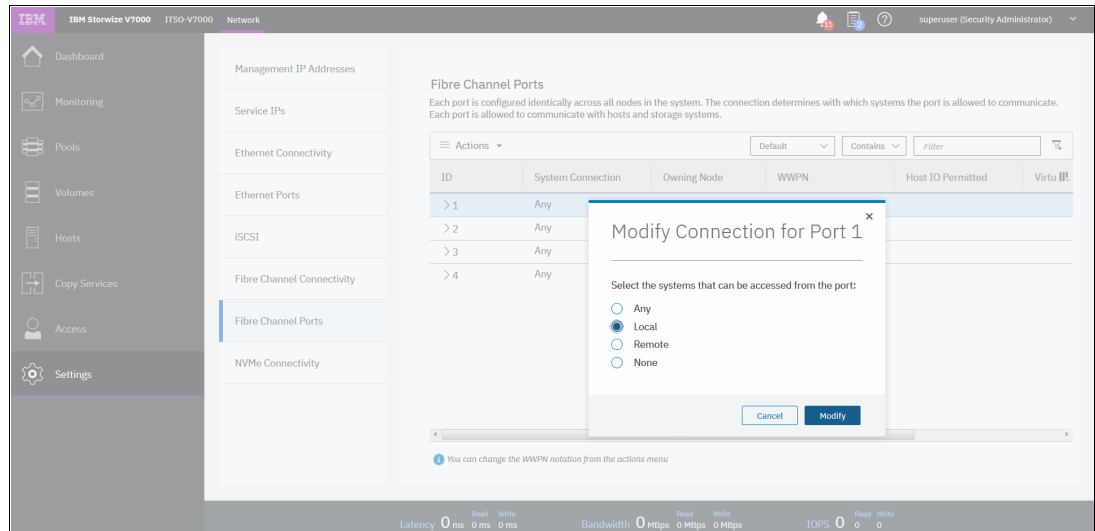 IBM IBM Storwize V7000 ITSO-V7000 Network 11 2 ? superuser (Security Administrator)
Dashboard
Monitoring
Pools
Volumes
Hosts
Copy Services
Access
Settings
Management IP Addresses
Service IPs
Ethernet Connectivity
Ethernet Ports
iSCSI
Fibre Channel Connectivity
Fibre Channel Ports
NVMe Connectivity
Fibre Channel Ports
Each port is configured identically across all nodes in the system. The connection determines with which systems the port is allowed to communicate.
Each port is allowed to communicate with hosts and storage systems.
Actions Default Contains Filter
ID System Connection Owning Node WWPN Host IO Permitted Virtu
1 Any
2 Any
3 Any
4 Any
Modify Connection for Port 1
Select the systems that can be accessed from the port:
Any
Local
Remote
None
Cancel Modify
You can change the WWPN notation from the actions menu
Read Write Read Write Read Write
Latency 0 ms 0 ms 0 ms Bandwidth 0 MBps 0 MBps 0 MBps IOPS 0 0 0